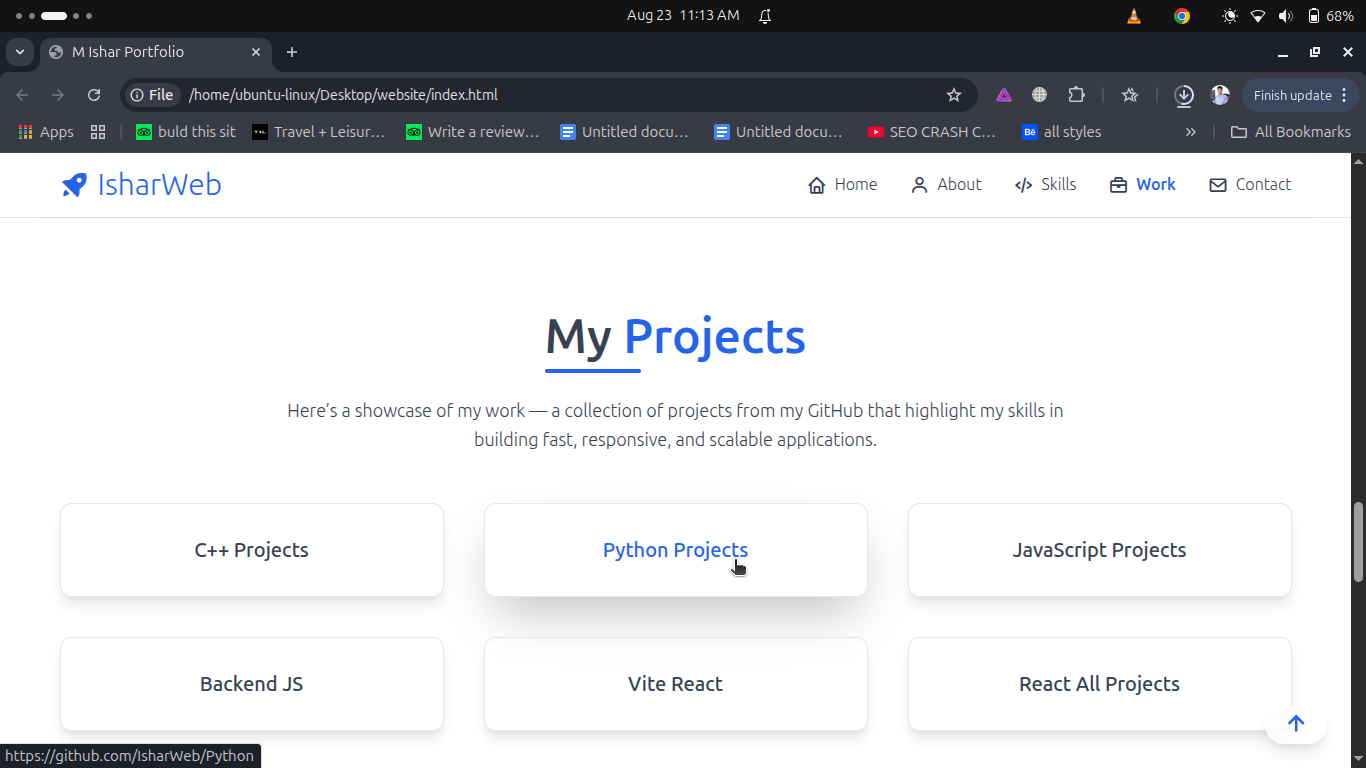 Aug 23 11:13 AM
68%
M Ishar Portfolio
File
/home/ubuntu-linux/Desktop/website/index.html
Finish update
Apps
buld this sit
Travel + Leisur...
Write a review...
Untitled docu...
Untitled docu...
SEO CRASH C...
all styles
All Bookmarks
IsharWeb
Home
About
Skills
Work
Contact
My Projects
Here’s a showcase of my work — a collection of projects from my GitHub that highlight my skills in
building fast, responsive, and scalable applications.
C++ Projects
Python Projects
JavaScript Projects
Backend JS
Vite React
React All Projects
https://github.com/IsharWeb/Python